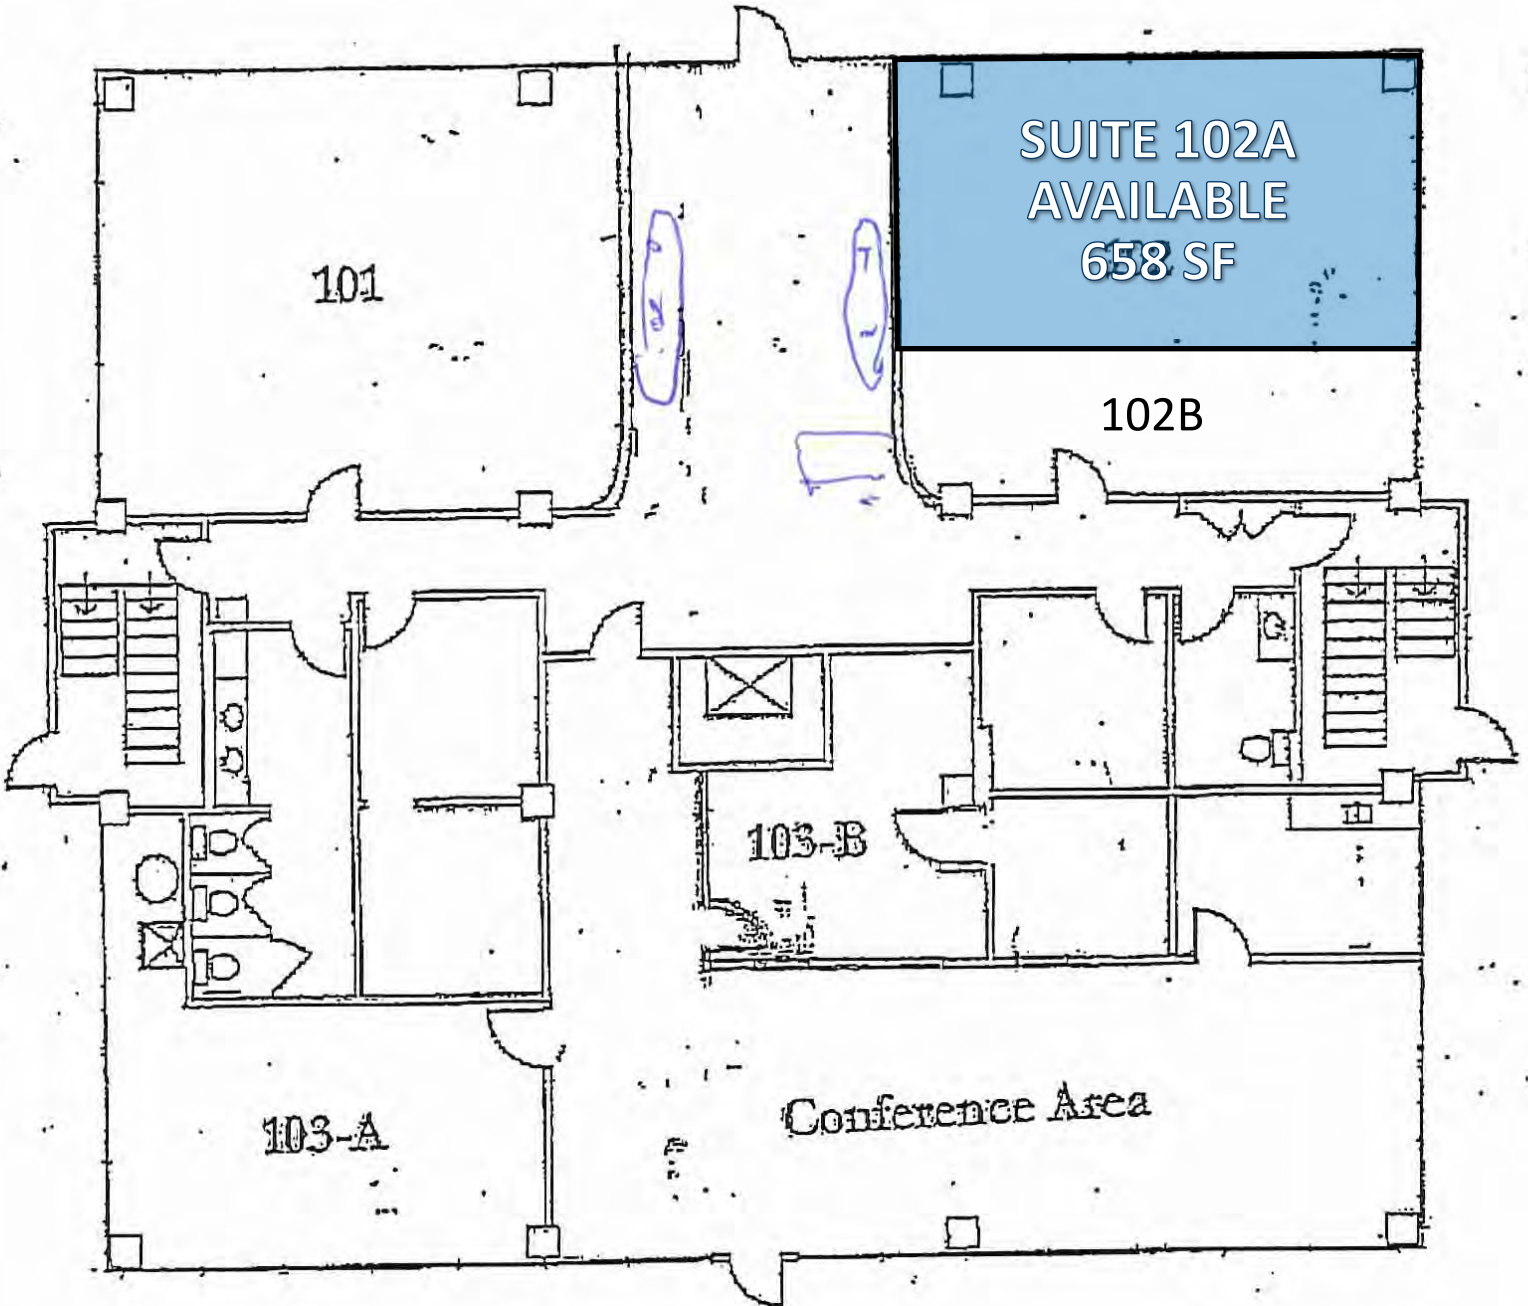 SUITE 102A
AVAILABLE
658 SF
101
102B
103-B
Conference Area
103-A